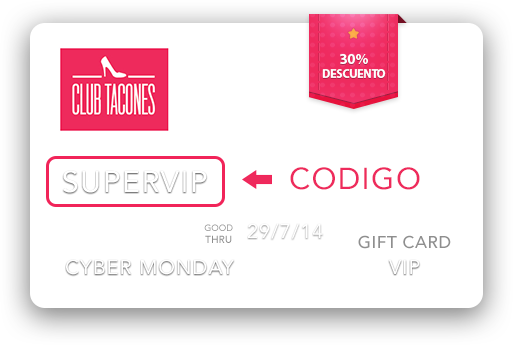 30%
DESCUENTO
CLUB TACONES
SUPERVIP
CODIGO
GOOD
THRU
29/7/14
GIFT CARD
VIP
CYBER MONDAY